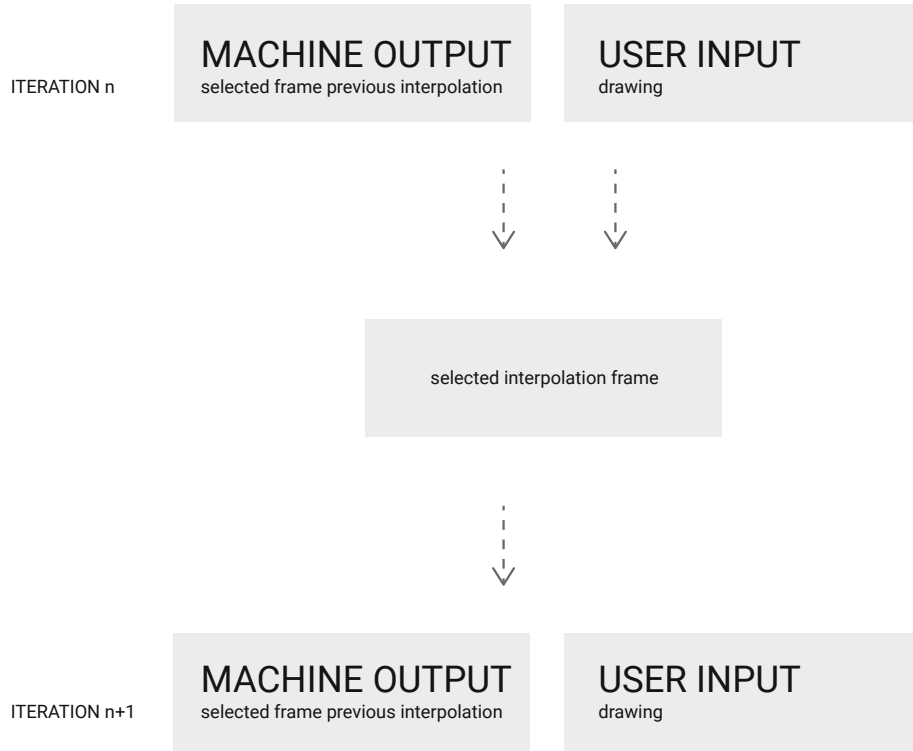 MACHINE OUTPUT
selected frame previous interpolation
USER INPUT
drawing
ITERATION n
selected interpolation frame
MACHINE OUTPUT
selected frame previous interpolation
USER INPUT
drawing
ITERATION n+1